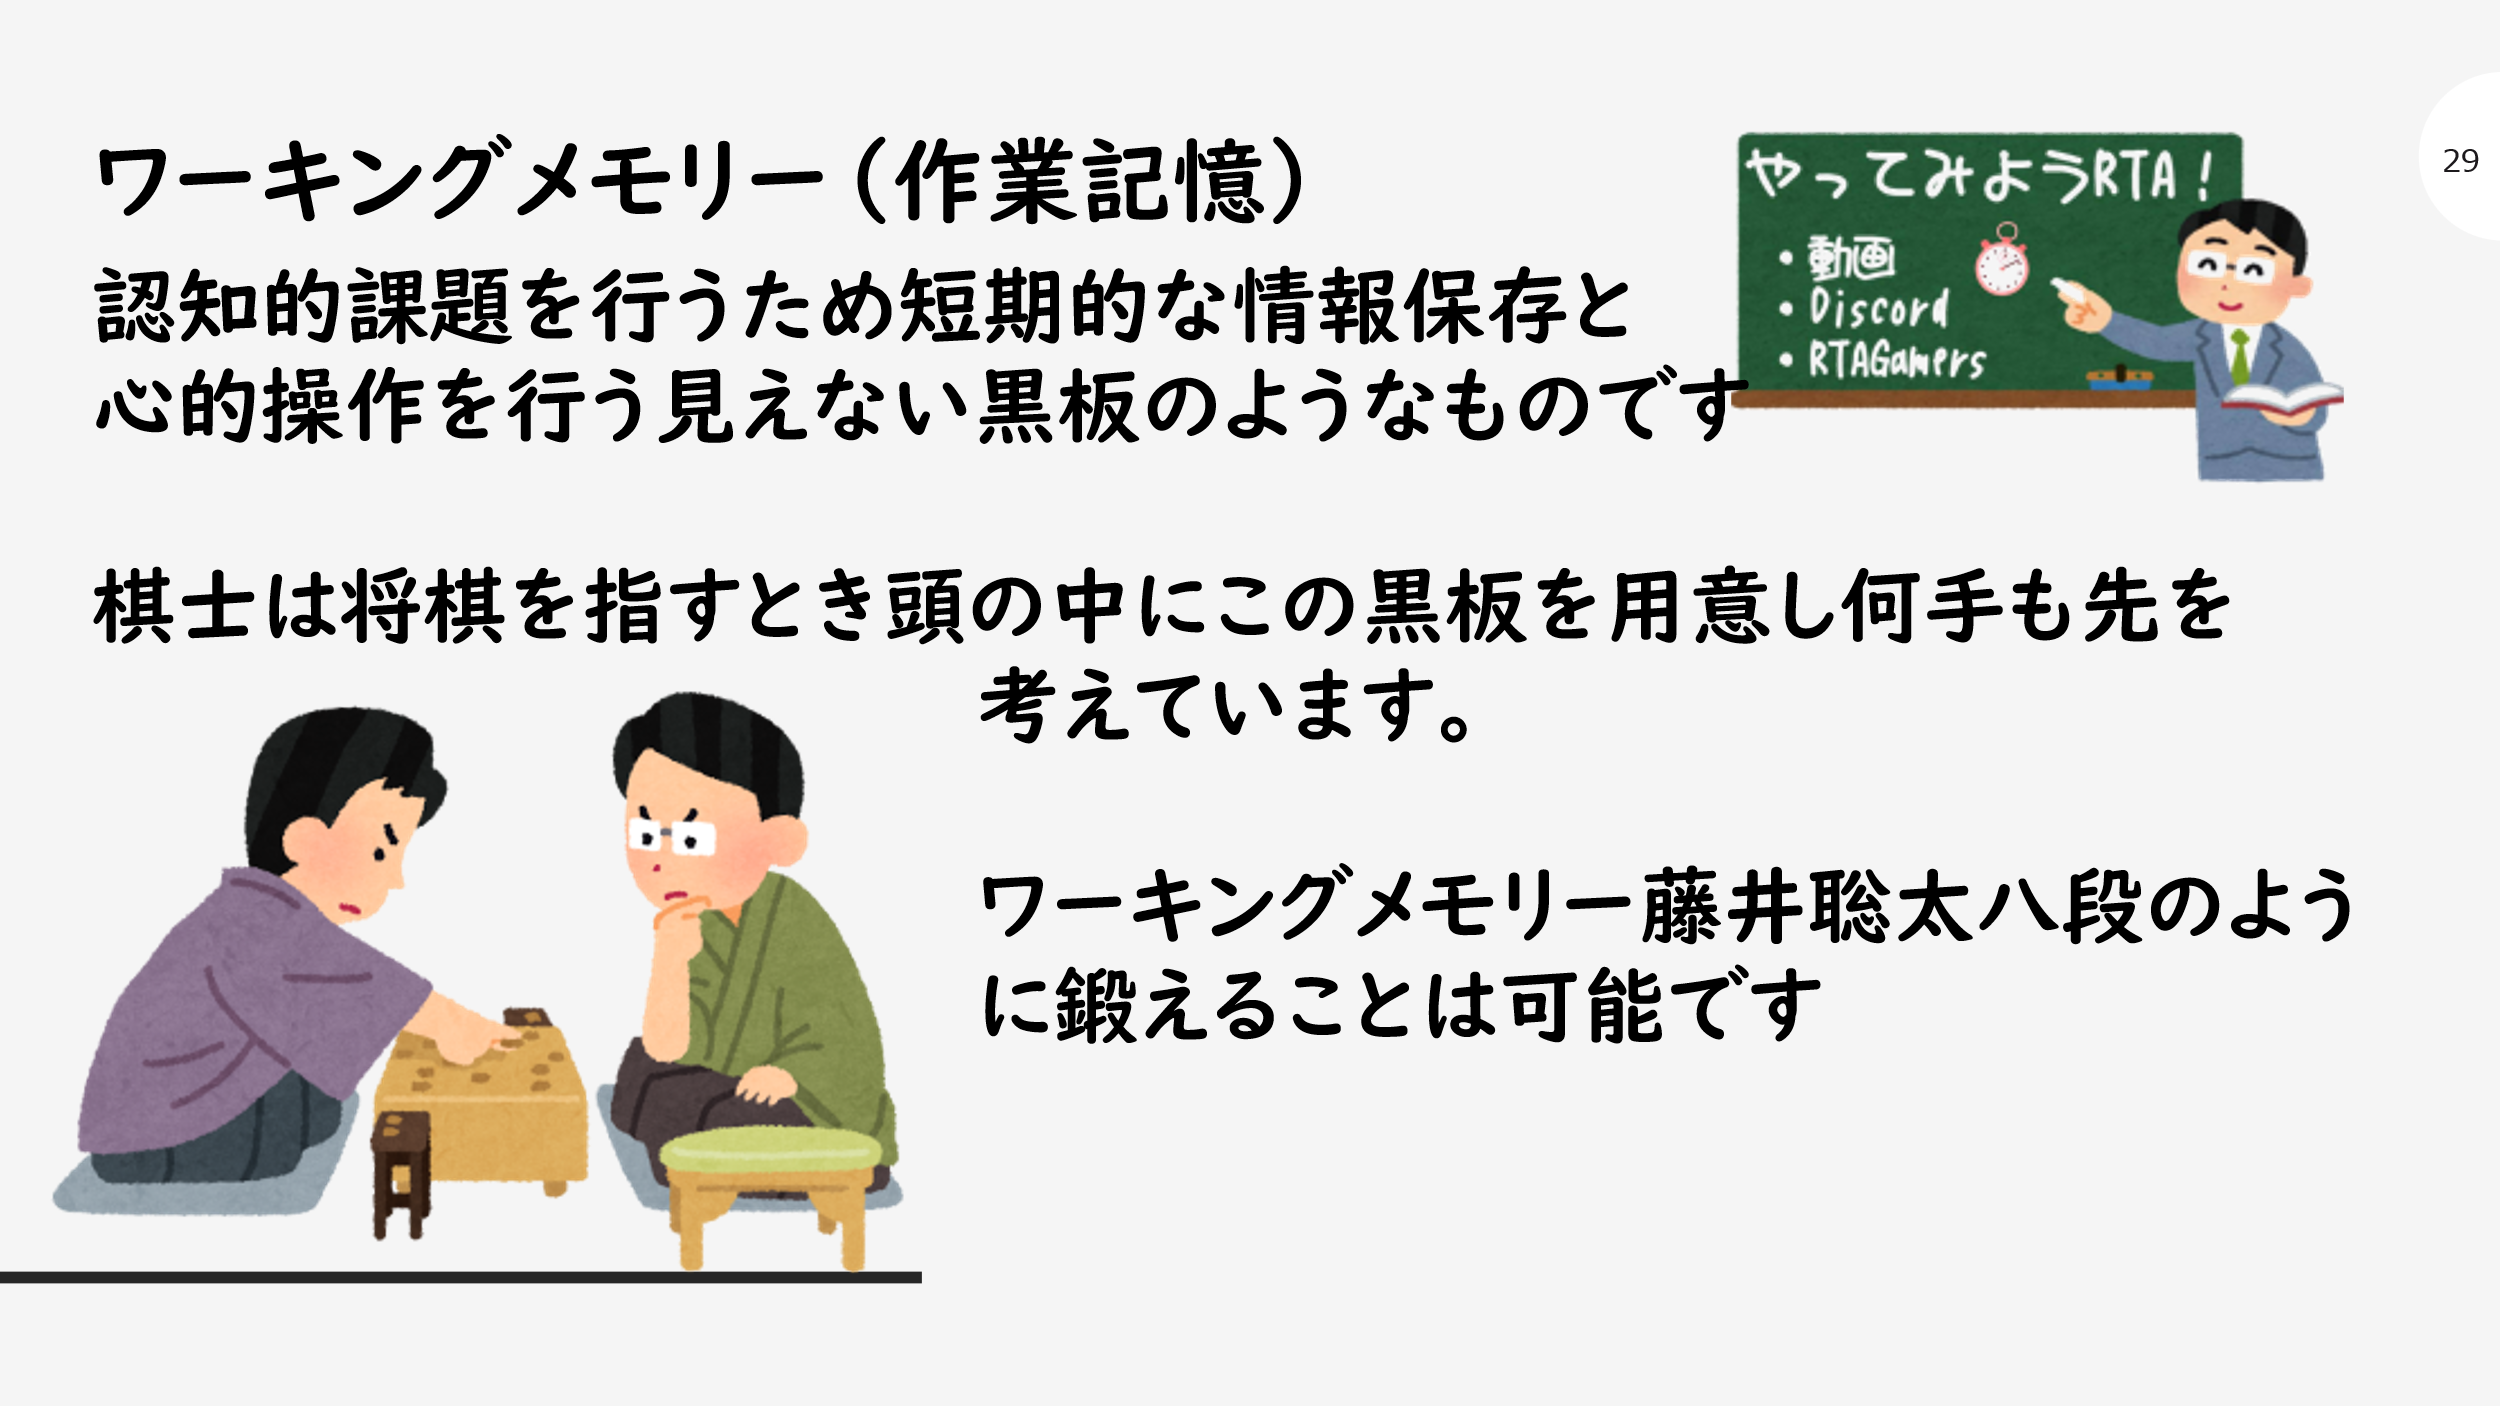 ワーキングメモリー（作業記憶）
認知的課題を行うため短期的な情報保存と
心的操作を行う見えない黒板のようなものです
やってみようRTA！
• 動画
• Discord
• RTAGamers
29
棋士は将棋を指すとき頭の中にこの黒板を用意し何手も先を
考えています。
ワーキングメモリー藤井聡太八段のよう
に鍛えることは可能です